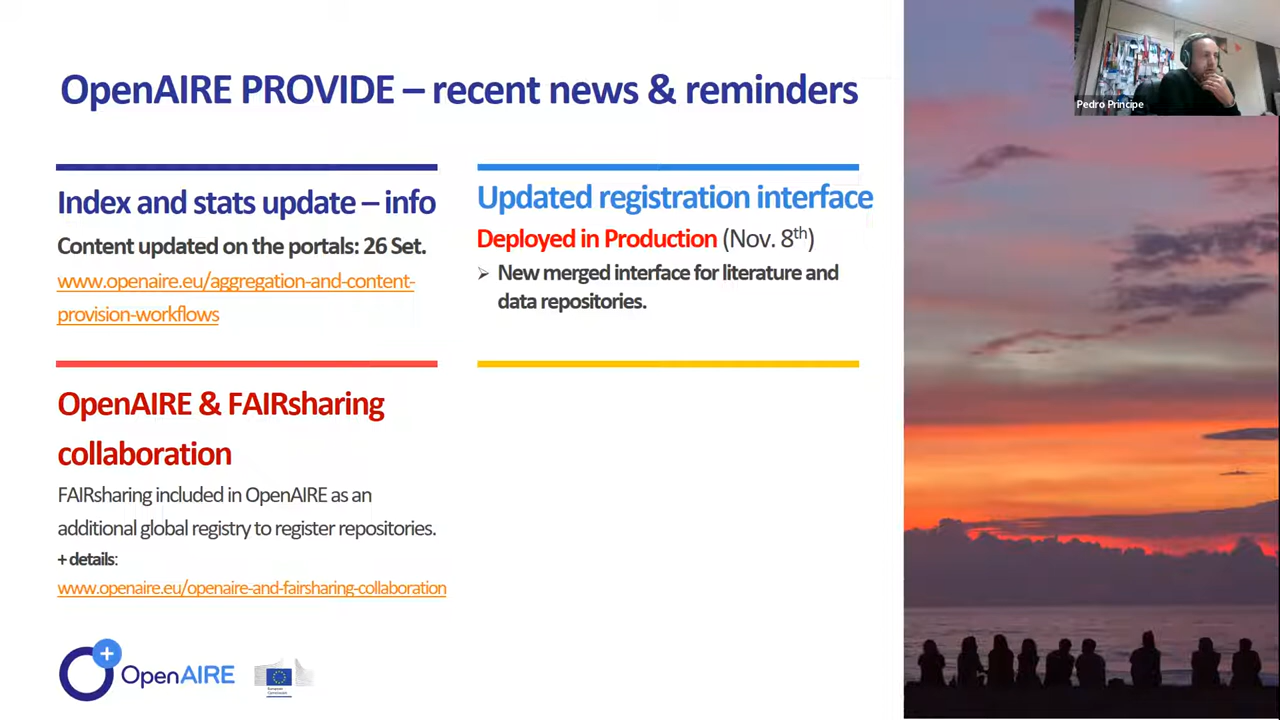 OpenAIRE PROVIDE – recent news & reminders
Pedro Príncipe
Index and stats update – info
Content updated on the portals: 26 Set.
www.openaire.eu/aggregation-and-content-
provision-workflows
Updated registration interface
Deployed in Production (Nov. 8th)
➢ New merged interface for literature and
data repositories.
OpenAIRE & FAIRsharing
collaboration
FAIRsharing included in OpenAIRE as an
additional global registry to register repositories.
+ details:
www.openaire.eu/openaire-and-fairsharing-collaboration
OpenAIRE
European
Commission